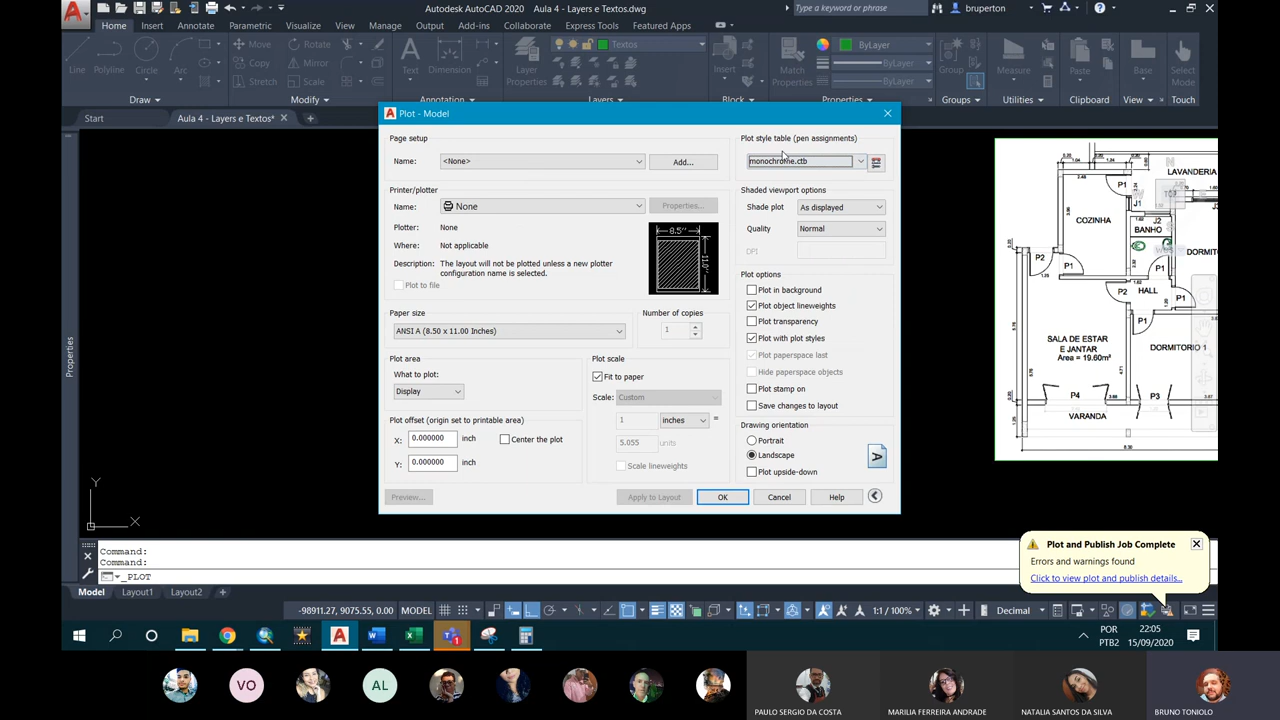 Autodesk AutoCAD 2020   Aula 4 - Layers e Textos.dwg
Type a keyword or phrase
bruperton
Home Insert Annotate Parametric Visualize View Manage Output Add-ins Collaborate Express Tools Featured Apps
Line Polyline Circle Arc
Move Rotate
Copy Mirror
Stretch Scale
Text Dimension
Layer
Properties
Textos
Insert
Match
Properties
ByLayer
ByLayer
ByLayer
Group
Measure
Paste
Base
Select
Mode
Draw Modify Annotation Layers Block Properties Groups Utilities Clipboard View Touch
Start
Aula 4 - Layers e Textos*
Properties
Plot - Model
Page setup
Name: <None>
Add...
Printer/plotter
Name: None
Properties...
Plotter: None
Where: Not applicable
Description: The layout will not be plotted unless a new plotter
configuration name is selected.
Plot to file
8.5''
11.0''
Paper size
ANSI A (8.50 x 11.00 Inches)
Number of copies
1
Plot area
What to plot:
Display
Plot scale
Fit to paper
Scale: Custom
1 inches =
5.055 units
Scale lineweights
Plot offset (origin set to printable area)
X: 0.000000 inch
Center the plot
Y: 0.000000 inch
Plot style table (pen assignments)
monochrome.ctb
Shaded viewport options
Shade plot As displayed
Quality Normal
DPI
Plot options
Plot in background
Plot object lineweights
Plot transparency
Plot with plot styles
Plot paperspace last
Hide paperspace objects
Plot stamp on
Save changes to layout
Drawing orientation
Portrait
Landscape
Plot upside-down
A
Preview...
Apply to Layout
OK
Cancel
Help
LAVANDERIA
P1
COZINHA
J1
TOP
J2
BANHO
DORMIT
P2
P1
P1
P2
HALL
P1
P1
SALA DE ESTAR
E JANTAR
Area = 19.60m²
DORMITORIO 1
P4
P3
VARANDA
Y
X
Plot and Publish Job Complete
Errors and warnings found
Click to view plot and publish details...
Command:
Command:
_PLOT
Model Layout1 Layout2
-98911.27, 9075.55, 0.00 MODEL
1:1 / 100%
Decimal
POR
PTB2
22:05
15/09/2020
VO
AL
PAULO SERGIO DA COSTA
MARILIA FERREIRA ANDRADE
NATALIA SANTOS DA SILVA
BRUNO TONIOLO